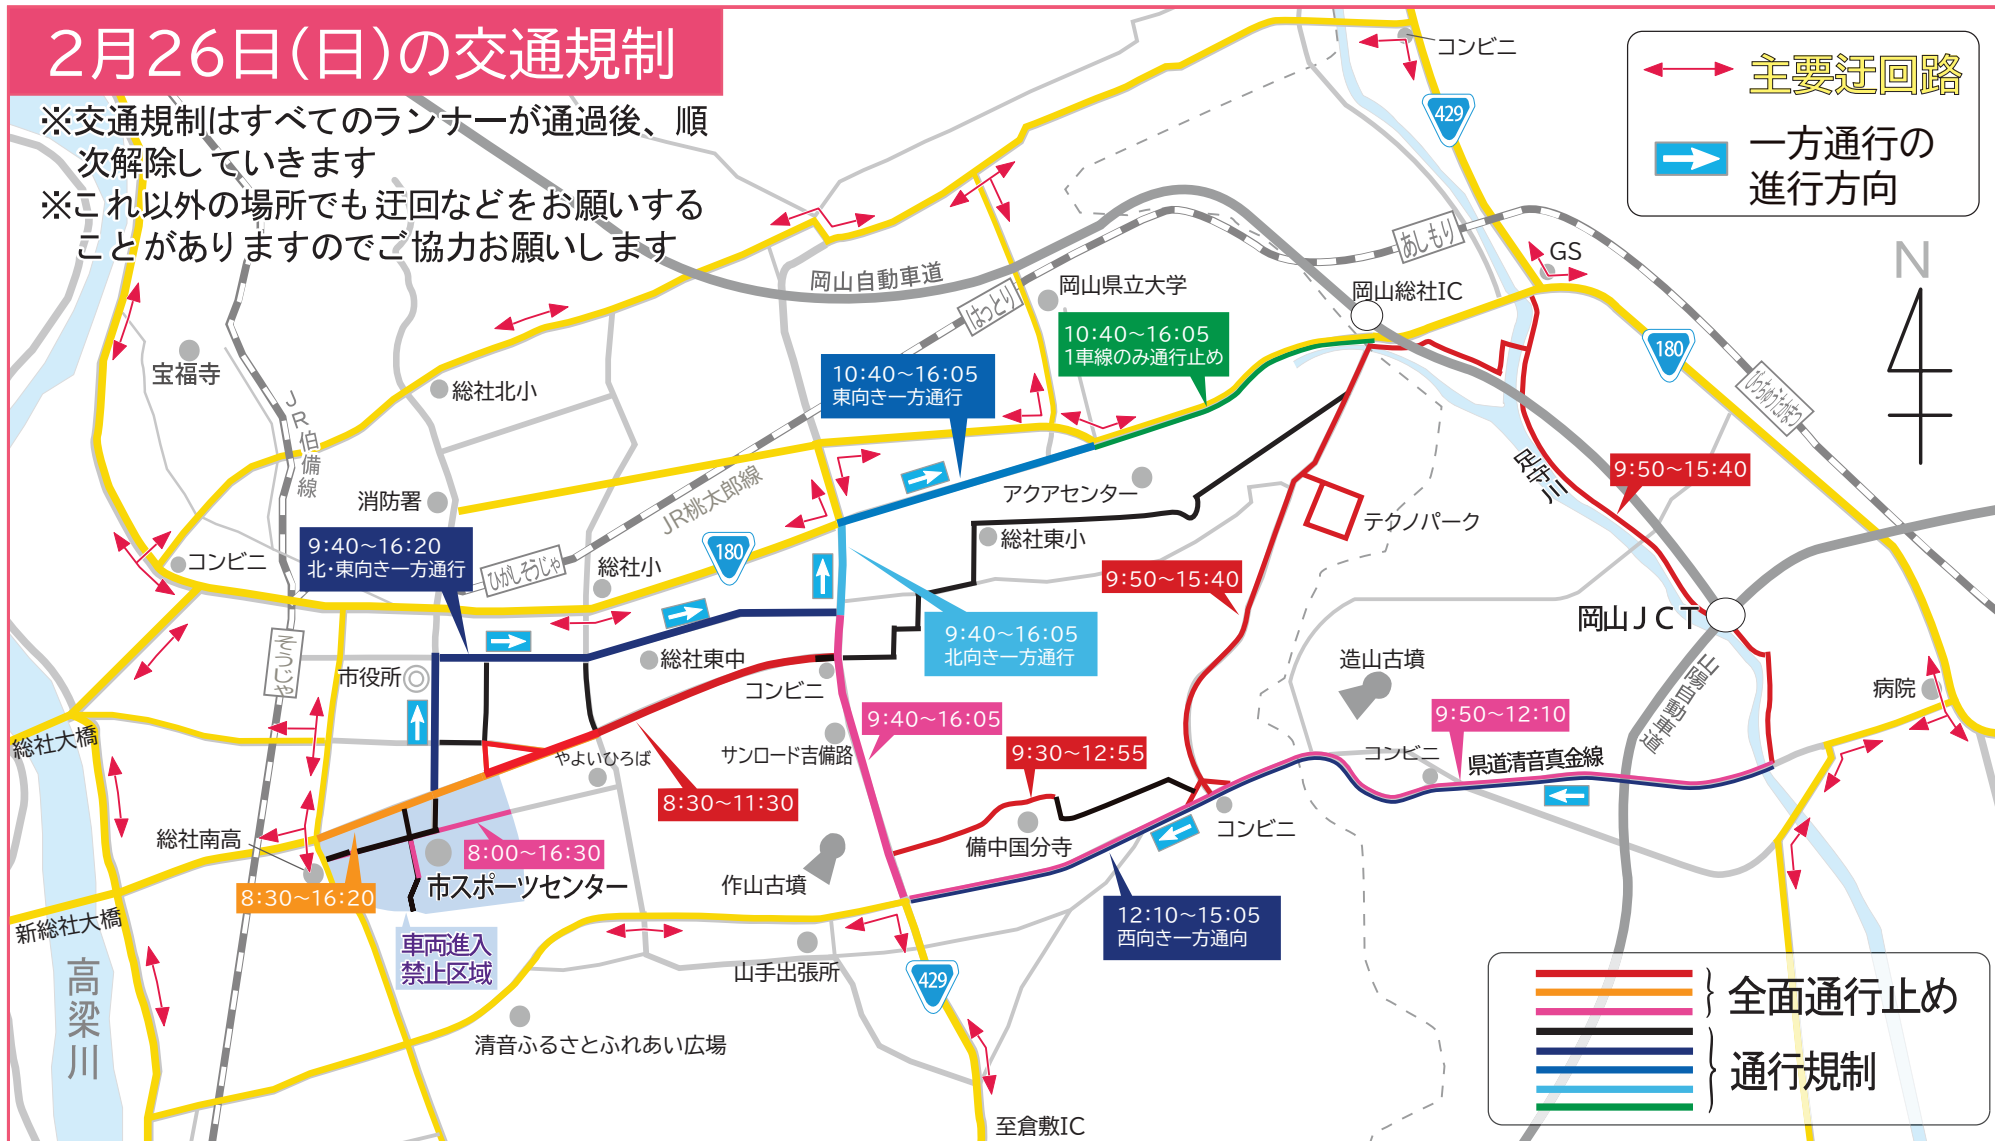 2月26日(日)の交通規制
※交通規制はすべてのランナーが通過後、順
次解除していきます
※これ以外の場所でも迂回などをお願いする
ことがありますのでご協力お願いします
主要迂回路
一方通行の
進行方向
N
コンビニ
429
GS
あしもり
岡山総社IC
180
びっちゅうたかまつ
岡山自動車道
はっとり
岡山県立大学
10:40〜16:05
1車線のみ通行止め
10:40〜16:05
東向き一方通行
宝福寺
JR伯備線
総社北小
消防署
JR桃太郎線
アクアセンター
総社東小
テクノパーク
足守川
9:50〜15:40
コンビニ
9:40〜16:20
北・東向き一方通行
ひがしそうじゃ
総社小
180
9:50〜15:40
9:40〜16:05
北向き一方通行
岡山JCT
山陽自動車道
病院
そうじゃ
市役所
総社東中
コンビニ
造山古墳
9:50〜12:10
コンビニ
県道清音真金線
総社大橋
やよいひろば
サンロード吉備路
9:40〜16:05
9:30〜12:55
8:30〜11:30
備中国分寺
コンビニ
総社南高
8:00〜16:30
市スポーツセンター
8:30〜16:20
作山古墳
12:10〜15:05
西向き一方通向
新総社大橋
車両進入
禁止区域
山手出張所
429
高梁川
清音ふるさとふれあい広場
至倉敷IC
全面通行止め
通行規制